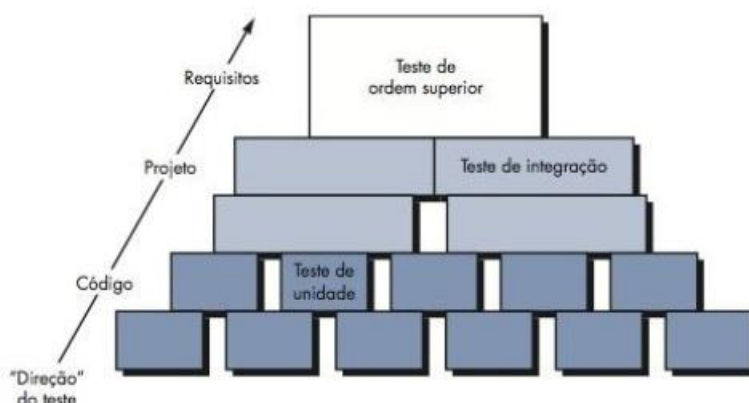 Requisitos
Teste de
ordem superior
Projeto
Teste de integração
Código
Teste de
unidade
"Direção"
do teste